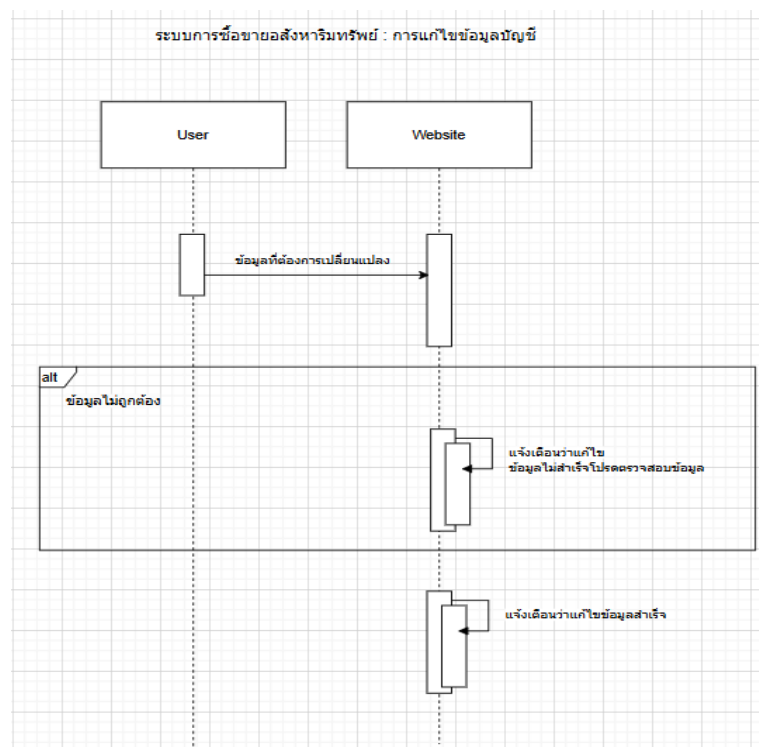 ระบบการซื้อขายอสังหาริมทรัพย์ : การแก้ไขข้อมูลบัญชี
User
Website
ข้อมูลที่ต้องการเปลี่ยนแปลง
alt
ข้อมูลไม่ถูกต้อง
แจ้งเตือนว่าแก้ไข
ข้อมูลไม่สำเร็จโปรดตรวจสอบข้อมูล
แจ้งเตือนว่าแก้ไขข้อมูลสำเร็จ